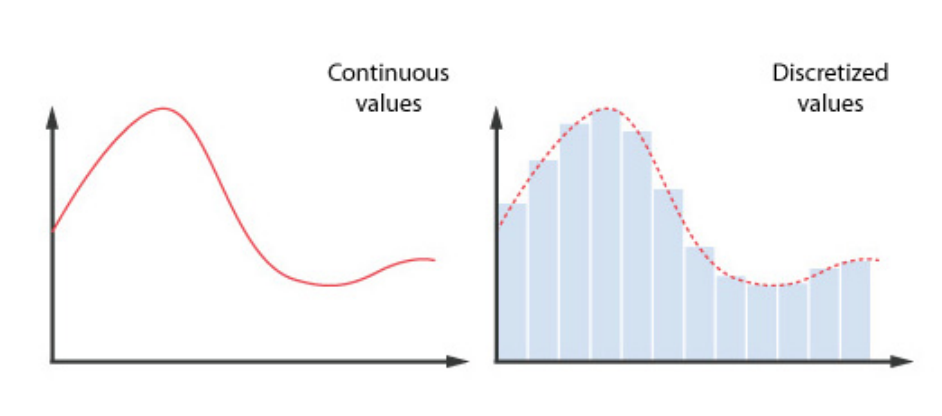 Continuous
values
Discretized
values